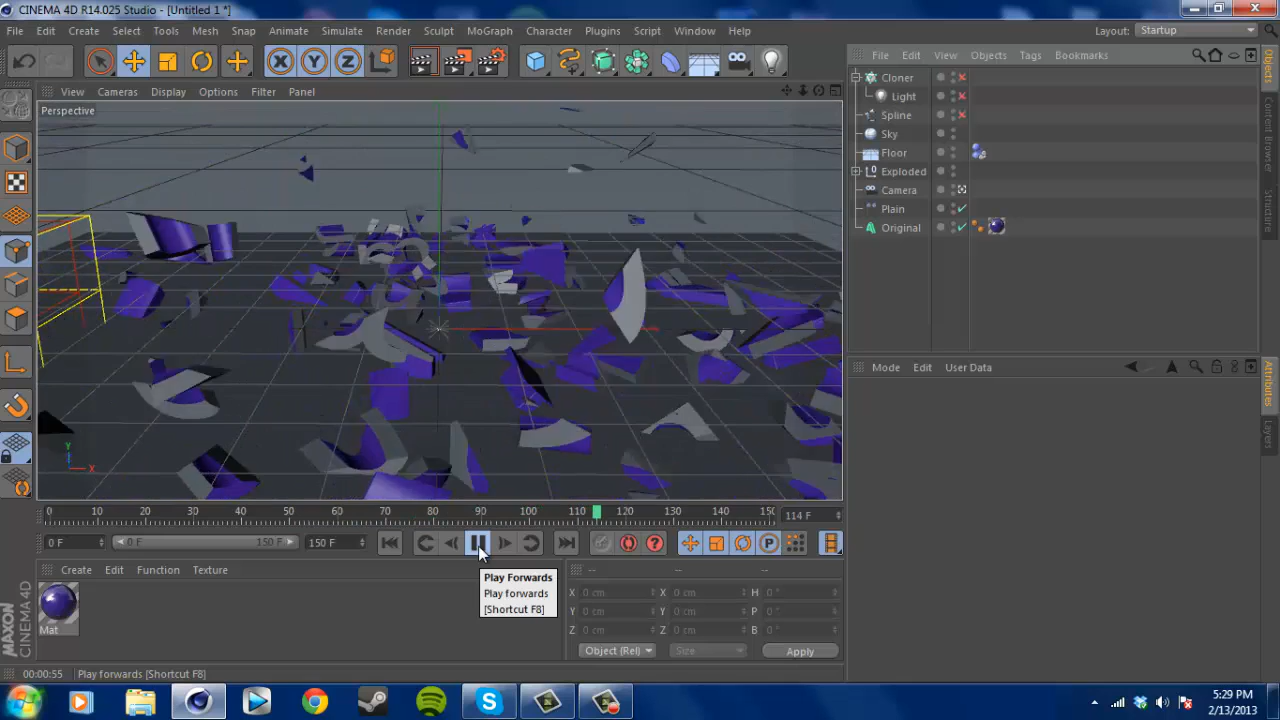 CINEMA 4D R14.025 Studio - [Untitled 1 *]
File Edit Create Select Tools Mesh Snap Animate Simulate Render Sculpt MoGraph Character Plugins Script Window Help
Layout: Startup
File Edit View Objects Tags Bookmarks
View Cameras Display Options Filter Panel
Perspective
Cloner
Light
Spline
Sky
Floor
Exploded
Camera
Plain
Original
Objects
Content Browser
Structure
Mode Edit User Data
Attributes
Layers
Y
X
0 10 20 30 40 50 60 70 80 90 100 110 120 130 140 150
114 F
0 F
0 F
150 F
150 F
Create Edit Function Texture
Mat
Play Forwards
Play forwards
[Shortcut F8]
-- -- --
X 0 cm X 0 cm H 0 °
Y 0 cm Y 0 cm P 0 °
Z 0 cm Z 0 cm B 0 °
Object (Rel) Size Apply
MAXON
CINEMA 4D
00:00:55 Play forwards [Shortcut F8]
5:29 PM
2/13/2013